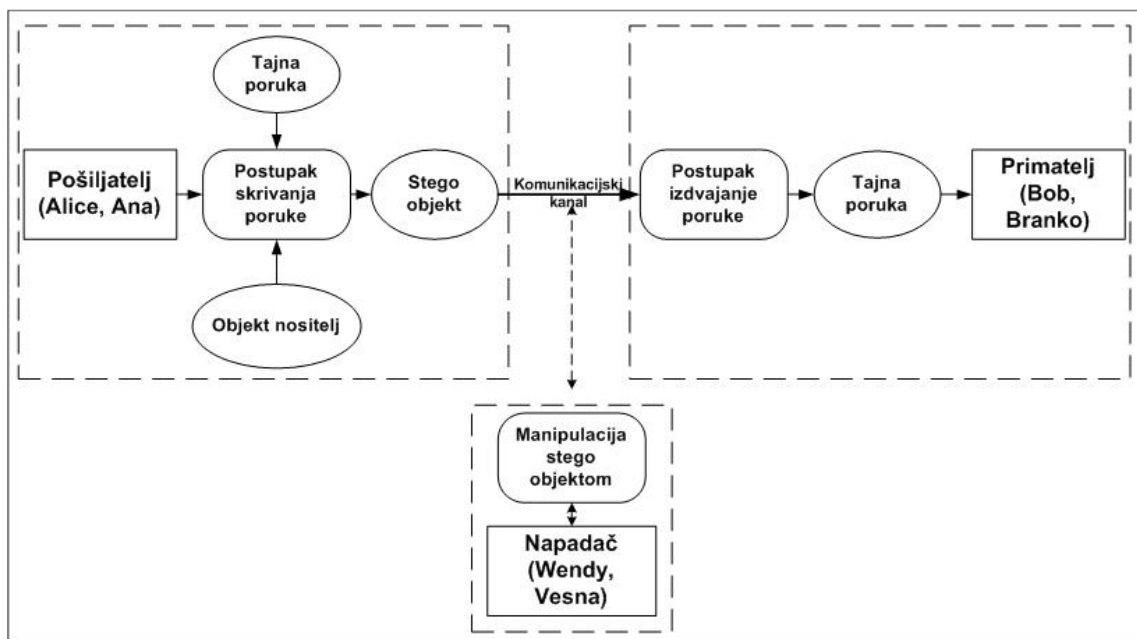 Tajna
poruka
Pošiljatelj
(Alice, Ana)
Postupak
skrivanja
poruke
Stego
objekt
Objekt nositelj
Komunikacijski
kanal
Postupak
izdvajanje
poruke
Tajna
poruka
Primatelj
(Bob,
Branko)
Manipulacija
stego
objektom
Napadač
(Wendy,
Vesna)